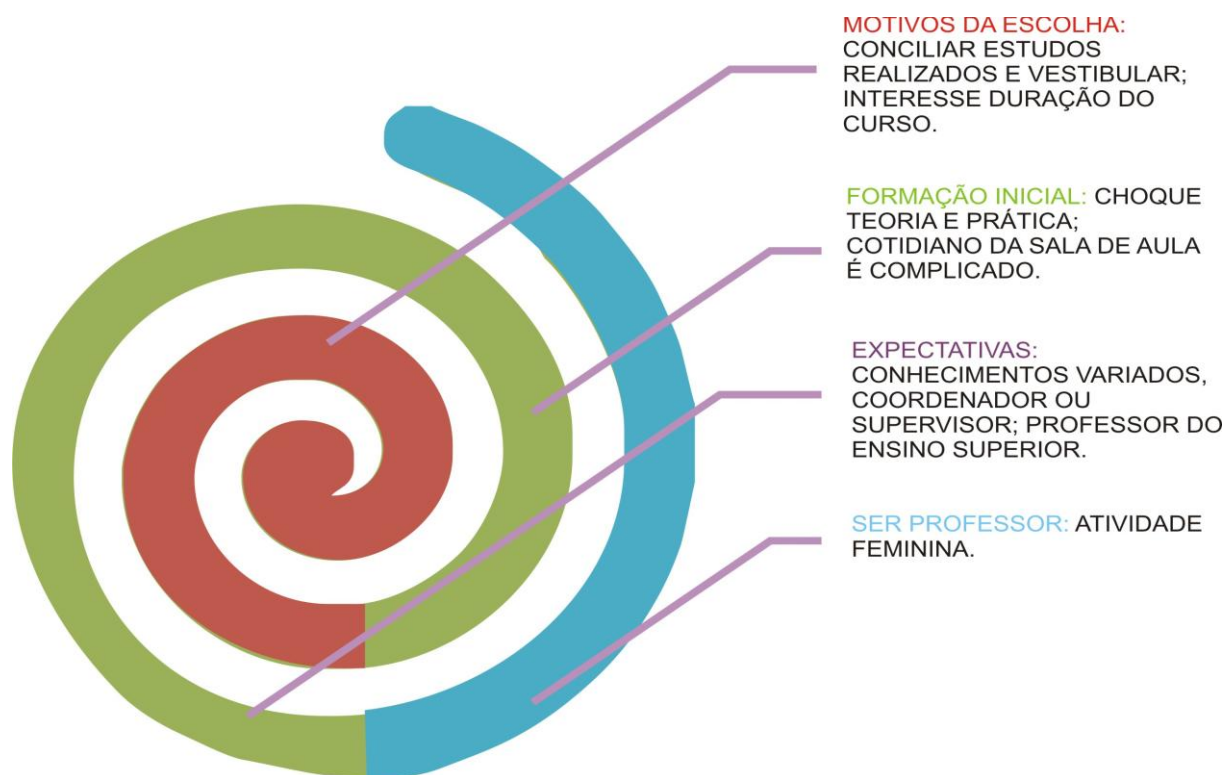 MOTIVOS DA ESCOLHA:
CONCILIAR ESTUDOS
REALIZADOS E VESTIBULAR;
INTERESSE DURAÇÃO DO
CURSO.
FORMAÇÃO INICIAL: CHOQUE
TEORIA E PRÁTICA;
COTIDIANO DA SALA DE AULA
É COMPLICADO.
EXPECTATIVAS:
CONHECIMENTOS VARIADOS,
COORDENADOR OU
SUPERVISOR; PROFESSOR DO
ENSINO SUPERIOR.
SER PROFESSOR: ATIVIDADE
FEMININA.